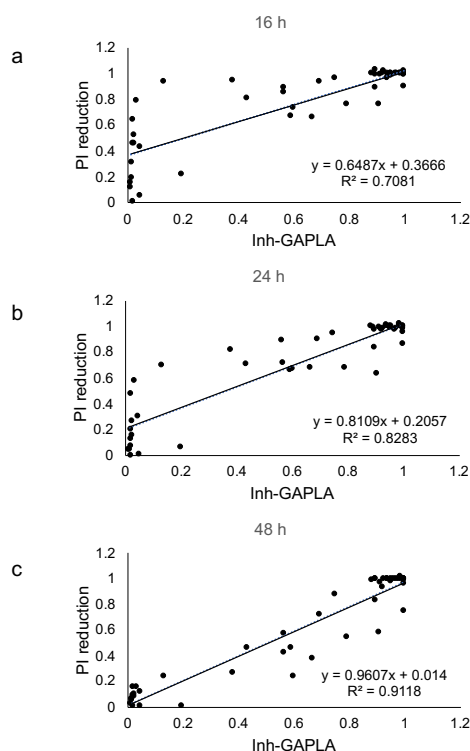 16 h
a
1.2
1
0.8
0.6
0.4
0.2
0
PI reduction
y = 0.6487x + 0.3666
R² = 0.7081
0 0.2 0.4 0.6 0.8 1 1.2
Inh-GAPLA
24 h
b
1.2
1
0.8
0.6
0.4
0.2
0
PI reduction
y = 0.8109x + 0.2057
R² = 0.8283
0 0.2 0.4 0.6 0.8 1 1.2
Inh-GAPLA
48 h
c
1.2
1
0.8
0.6
0.4
0.2
0
PI reduction
y = 0.9607x + 0.014
R² = 0.9118
0 0.2 0.4 0.6 0.8 1 1.2
Inh-GAPLA